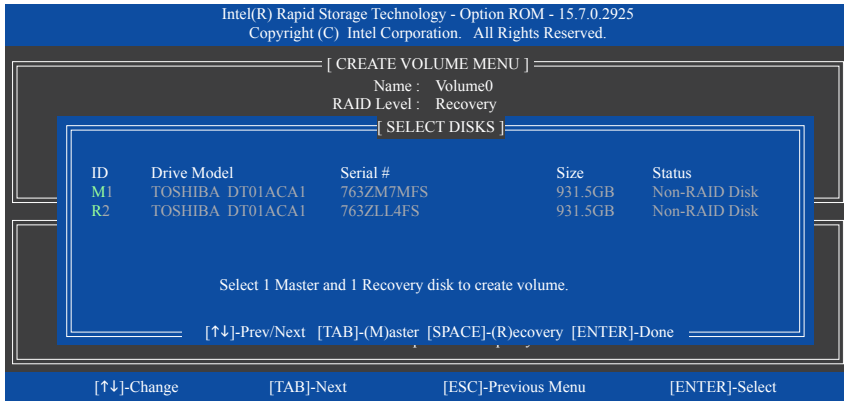 Intel(R) Rapid Storage Technology - Option ROM - 15.7.0.2925
Copyright (C) Intel Corporation. All Rights Reserved.
[ CREATE VOLUME MENU ]
Name : Volume0
RAID Level : Recovery
[ SELECT DISKS ]
ID Drive Model Serial # Size Status
M1 TOSHIBA DT01ACA1 763ZM7MFS 931.5GB Non-RAID Disk
R2 TOSHIBA DT01ACA1 763ZLL4FS 931.5GB Non-RAID Disk
Select 1 Master and 1 Recovery disk to create volume.
[↑↓]-Prev/Next [TAB]-(M)aster [SPACE]-(R)ecovery [ENTER]-Done
[↑↓]-Change [TAB]-Next [ESC]-Previous Menu [ENTER]-Select